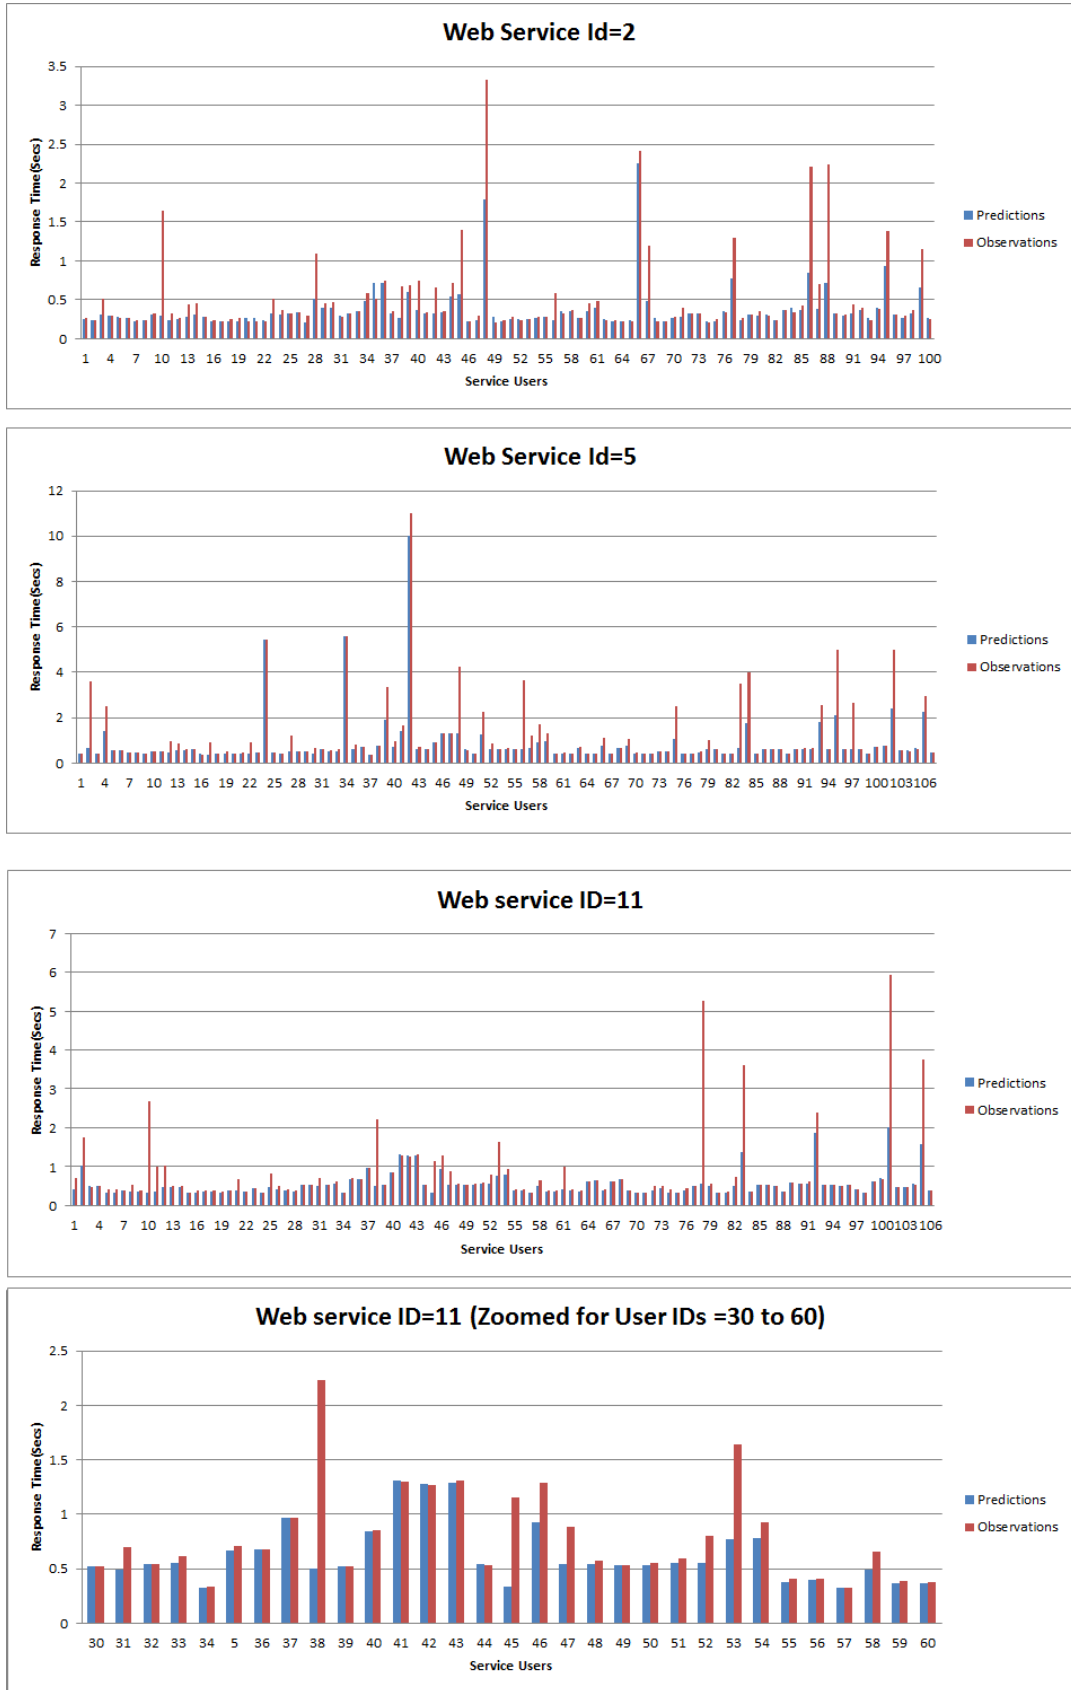 Web Service Id=2
3.5
3
2.5
2
1.5
1
0.5
0
Response Time(Secs)
1 4 7 10 13 16 19 22 25 28 31 34 37 40 43 46 49 52 55 58 61 64 67 70 73 76 79 82 85 88 91 94 97 100
Service Users
Predictions
Observations
Web Service Id=5
12
10
8
6
4
2
0
Response Time(Secs)
1 4 7 10 13 16 19 22 25 28 31 34 37 40 43 46 49 52 55 58 61 64 67 70 73 76 79 82 85 88 91 94 97 100 103 106
Service Users
Predictions
Observations
Web service ID=11
7
6
5
4
3
2
1
0
Response Time(Secs)
1 4 7 10 13 16 19 22 25 28 31 34 37 40 43 46 49 52 55 58 61 64 67 70 73 76 79 82 85 88 91 94 97 100 103 106
Service Users
Predictions
Observations
Web service ID=11 (Zoomed for User IDs =30 to 60)
2.5
2
1.5
1
0.5
0
Response Time(Secs)
30 31 32 33 34 5 36 37 38 39 40 41 42 43 44 45 46 47 48 49 50 51 52 53 54 55 56 57 58 59 60
Service Users
Predictions
Observations